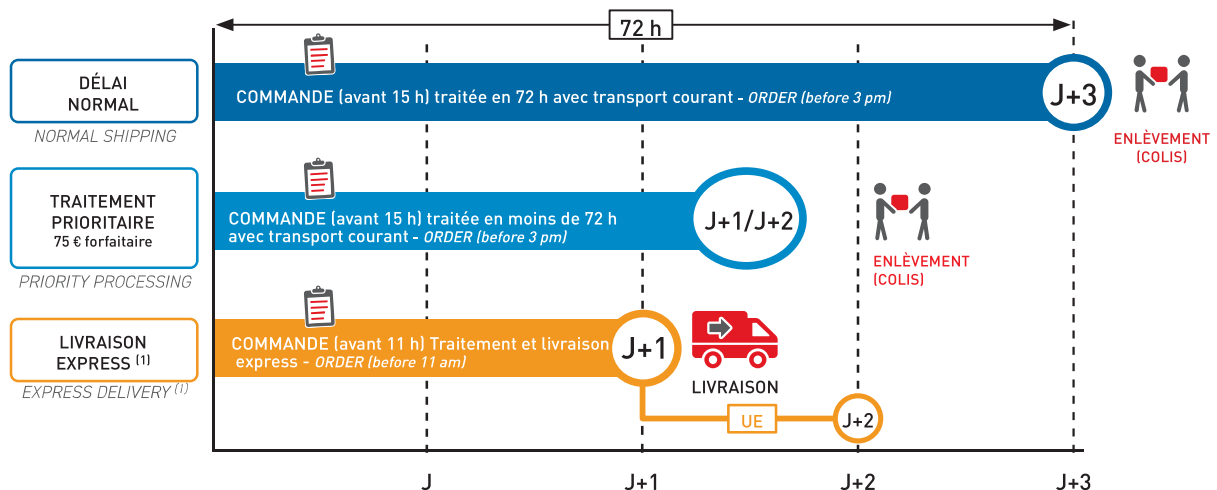 72 h
DÉLAI
NORMAL
NORMAL SHIPPING
COMMANDE (avant 15 h) traitée en 72 h avec transport courant - ORDER (before 3 pm)
J+3
ENLÈVEMENT
(COLIS)
TRAITEMENT
PRIORITAIRE
75 € forfaitaire
PRIORITY PROCESSING
COMMANDE (avant 15 h) traitée en moins de 72 h
avec transport courant - ORDER (before 3 pm)
J+1/J+2
ENLÈVEMENT
(COLIS)
LIVRAISON
EXPRESS (1)
EXPRESS DELIVERY (1)
COMMANDE (avant 11 h) Traitement et livraison
express - ORDER (before 11 am)
J+1
LIVRAISON
UE
J+2
J
J+1
J+2
J+3